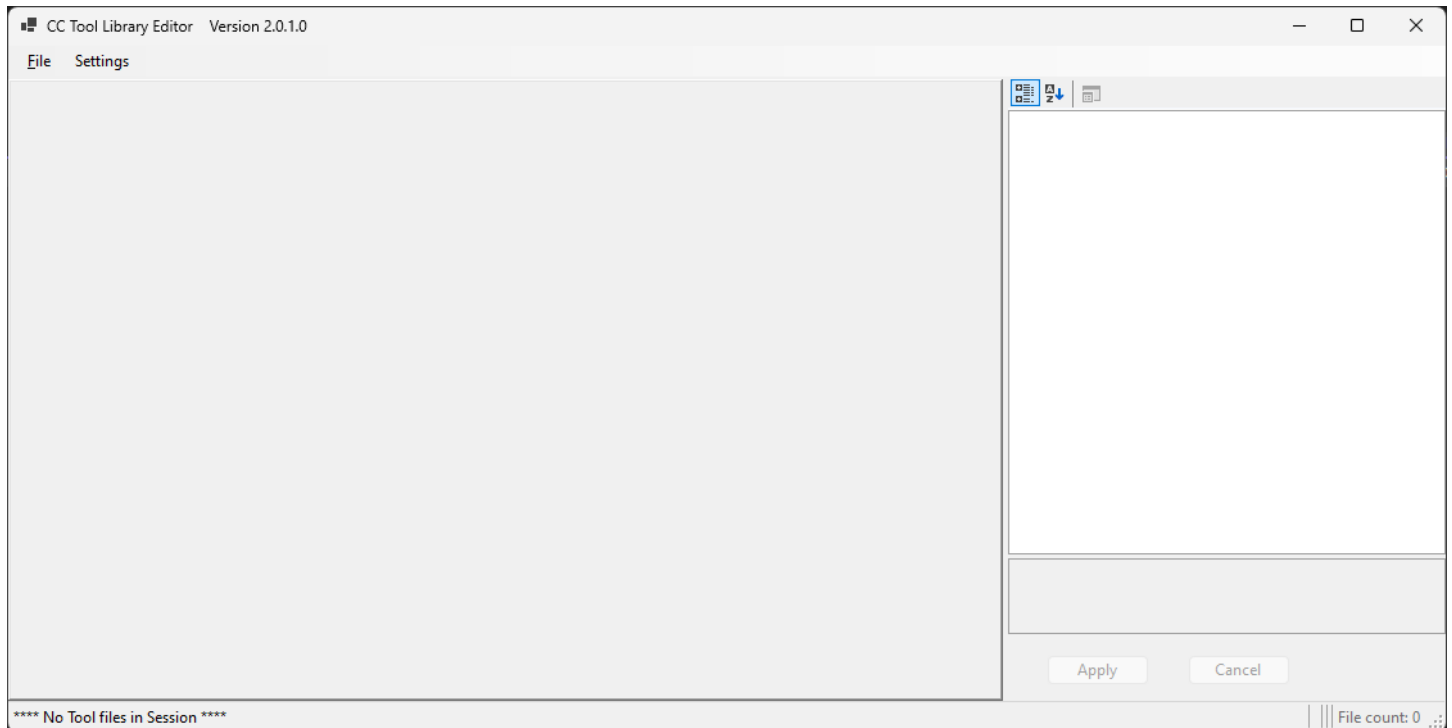 CC Tool Library Editor Version 2.0.1.0
File Settings
Apply Cancel
**** No Tool files in Session **** File count: 0